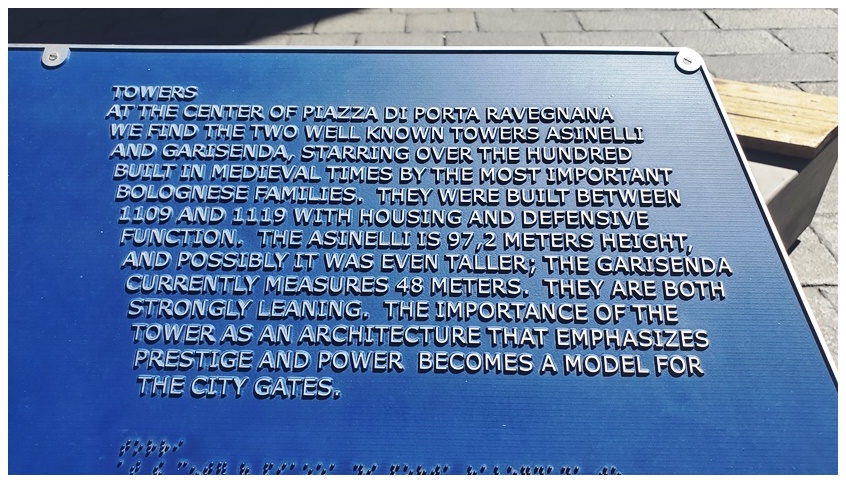 TOWERS
AT THE CENTER OF PIAZZA DI PORTA RAVEGNANA
WE FIND THE TWO WELL KNOWN TOWERS ASINELLI
AND GARISENDA, STARRING OVER THE HUNDRED
BUILT IN MEDIEVAL TIMES BY THE MOST IMPORTANT
BOLOGNESE FAMILIES. THEY WERE BUILT BETWEEN
1109 AND 1119 WITH HOUSING AND DEFENSIVE
FUNCTION. THE ASINELLI IS 97,2 METERS HEIGHT,
AND POSSIBLY IT WAS EVEN TALLER; THE GARISENDA
CURRENTLY MEASURES 48 METERS. THEY ARE BOTH
STRONGLY LEANING. THE IMPORTANCE OF THE
TOWER AS AN ARCHITECTURE THAT EMPHASIZES
PRESTIGE AND POWER BECOMES A MODEL FOR
THE CITY GATES.